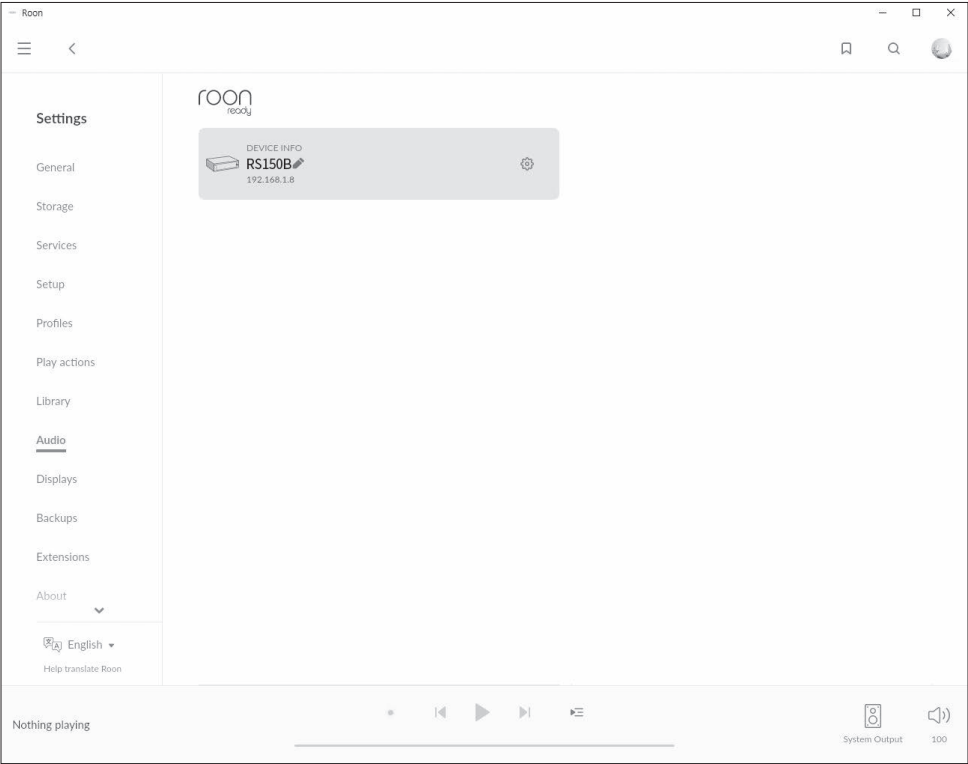 Roon
Settings
General
Storage
Services
Setup
Profiles
Play actions
Library
Audio
Displays
Backups
Extensions
About
English
Help translate Roon
roon
ready
DEVICE INFO
RS150B
192.168.1.8
Nothing playing
System Output
100